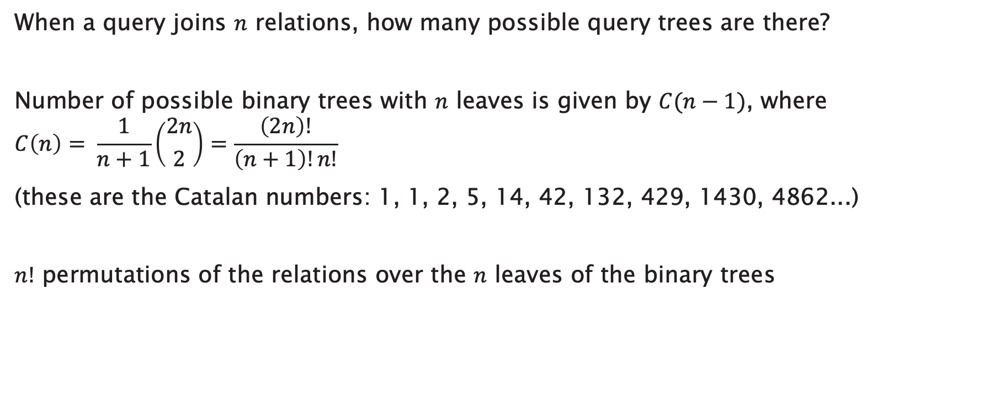 When a query joins n relations, how many possible query trees are there?
Number of possible binary trees with n leaves is given by C(n − 1), where
C(n) = \frac{1}{n + 1} \binom{2n}{2} = \frac{(2n)!}{(n + 1)! n!}
(these are the Catalan numbers: 1, 1, 2, 5, 14, 42, 132, 429, 1430, 4862...)
n! permutations of the relations over the n leaves of the binary trees